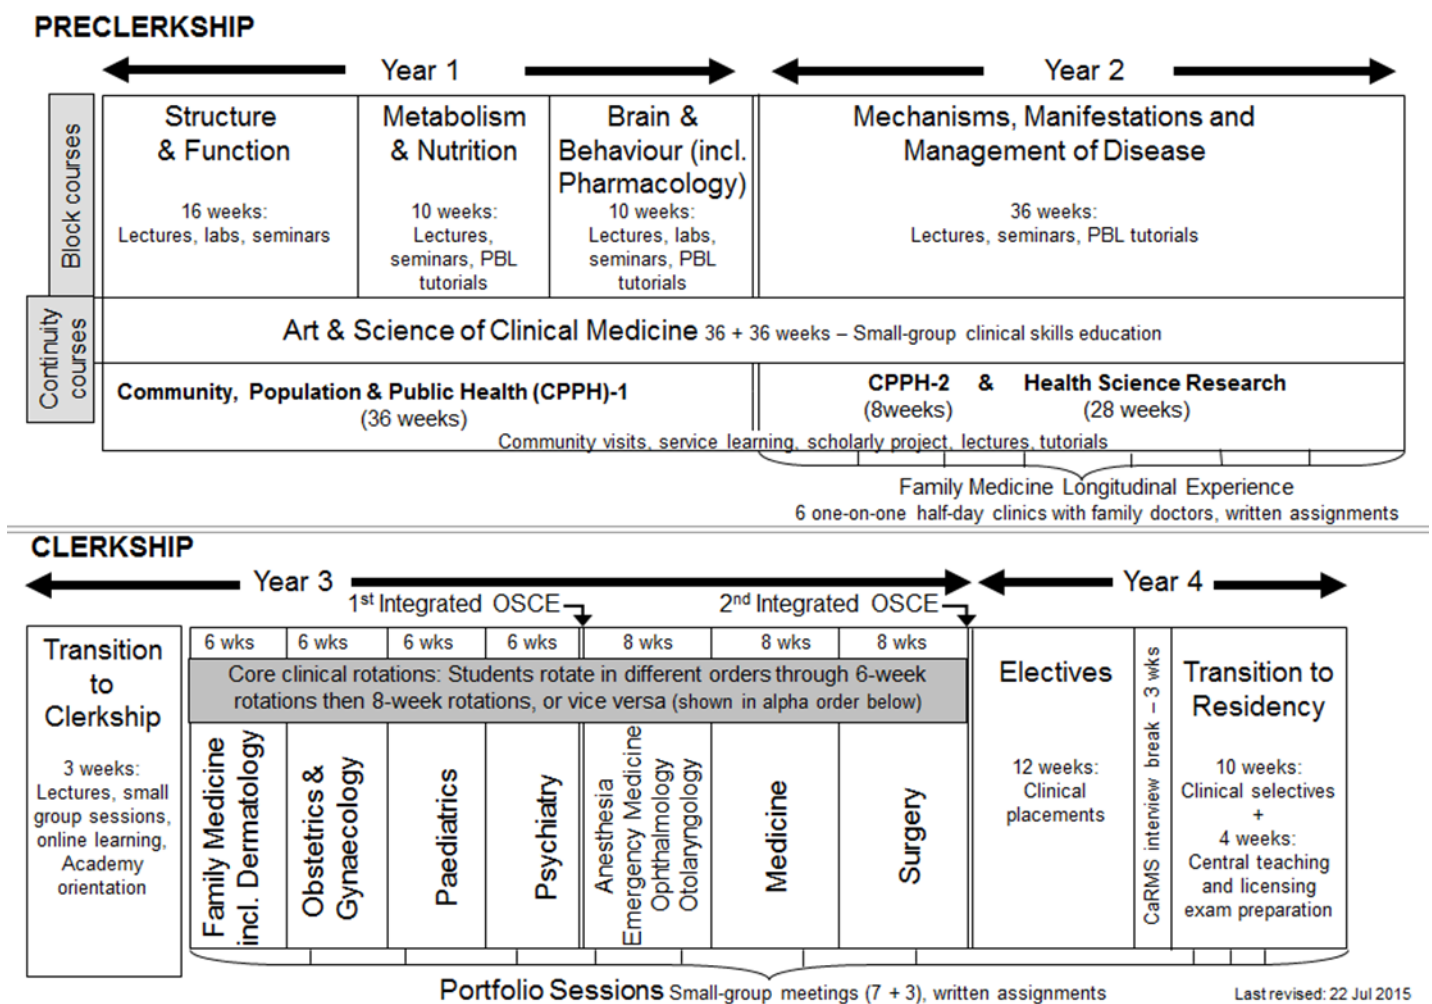 PRECLERKSHIP
Year 1
Year 2
Block courses
Structure
& Function
16 weeks:
Lectures, labs, seminars
Metabolism
& Nutrition
10 weeks:
Lectures,
seminars, PBL
tutorials
Brain &
Behaviour (incl.
Pharmacology)
10 weeks:
Lectures, labs,
seminars, PBL
tutorials
Mechanisms, Manifestations and
Management of Disease
36 weeks:
Lectures, seminars, PBL tutorials
Continuity
courses
Art & Science of Clinical Medicine 36 + 36 weeks – Small-group clinical skills education
Community, Population & Public Health (CPPH)-1
(36 weeks)
CPPH-2 & Health Science Research
(8weeks) (28 weeks)
Community visits, service learning, scholarly project, lectures, tutorials
Family Medicine Longitudinal Experience
6 one-on-one half-day clinics with family doctors, written assignments
CLERKSHIP
Year 3
Year 4
1st Integrated OSCE
2nd Integrated OSCE
Transition
to
Clerkship
3 weeks:
Lectures, small
group sessions,
online learning,
Academy
orientation
6 wks
6 wks
6 wks
6 wks
8 wks
8 wks
8 wks
Core clinical rotations: Students rotate in different orders through 6-week
rotations then 8-week rotations, or vice versa (shown in alpha order below)
Family Medicine
incl. Dermatology
Obstetrics &
Gynaecology
Paediatrics
Psychiatry
Anesthesia
Emergency Medicine
Ophthalmology
Otolaryngology
Medicine
Surgery
Electives
12 weeks:
Clinical
placements
CaRMS interview break – 3 wks
Transition to
Residency
10 weeks:
Clinical selectives
+
4 weeks:
Central teaching
and licensing
exam preparation
Portfolio Sessions Small-group meetings (7 + 3), written assignments
Last revised: 22 Jul 2015